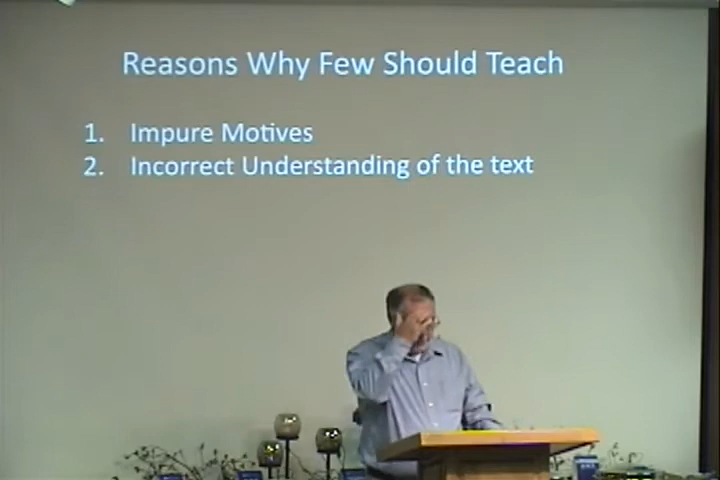 Reasons Why Few Should Teach
1. Impure Motives
2. Incorrect Understanding of the text